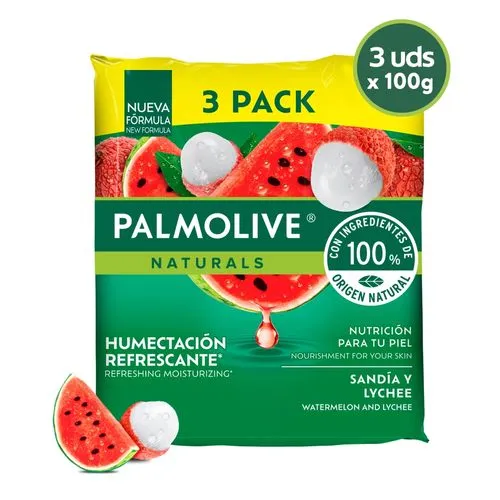 3 uds
x 100g
NUEVA
FÓRMULA
NEW FORMULA
3 PACK
PALMOLIVE®
NATURALS
CON INGREDIENTES DE
100%
ORIGEN NATURAL
HUMECTACIÓN
REFRESCANTE*
REFRESHING MOISTURIZING*
NUTRICIÓN
PARA TU PIEL
NOURISHMENT FOR YOUR SKIN
SANDÍA Y
LYCHEE
WATERMELON AND LYCHEE